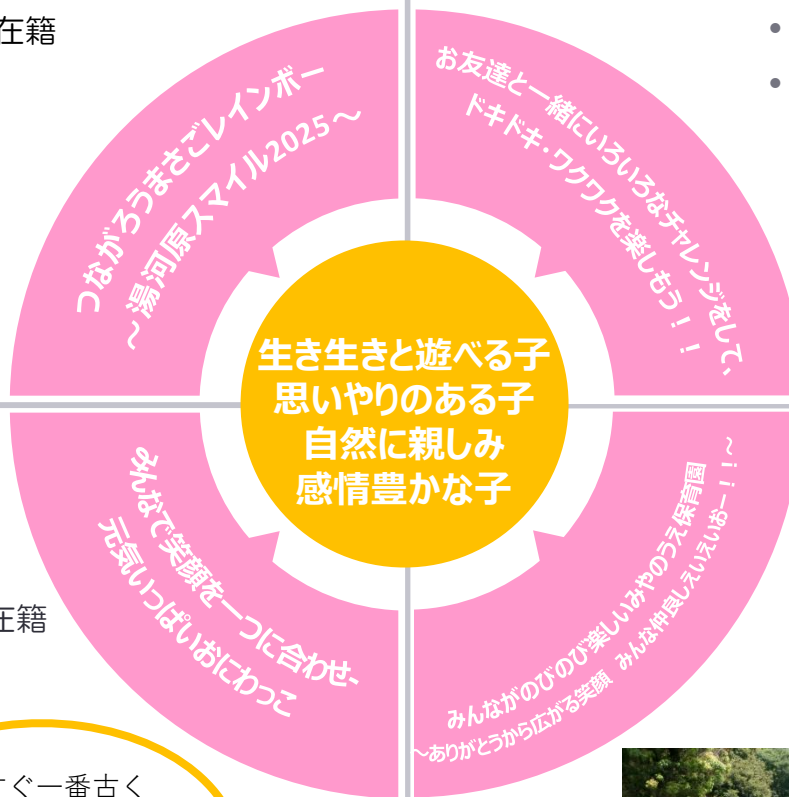 在籍
つながろうまさごレインボー
～湯河原スマイル2025～
お友達と一緒にいろいろなチャレンジをして、
ドキドキ・ワクワクを楽しもう！！
生き生きと遊べる子
思いやりのある子
自然に親しみ
感情豊かな子
みんなで笑顔を一つに合わせ-
元気いっぱいおにわっこ
みんながのびのび楽しいみやのうえ保育園
～ありがとうから広がる笑顔 みんな仲良しえいえいおー！！～
在籍
すぐ一番古く